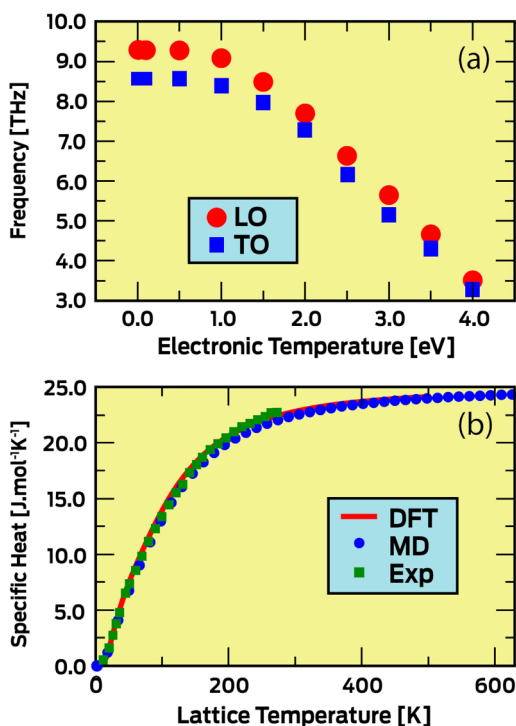 10.0
9.0
8.0
7.0
6.0
5.0
4.0
3.0
Frequency [THz]
(a)
LO
TO
0.0 1.0 2.0 3.0 4.0
Electronic Temperature [eV]
25.0
20.0
15.0
10.0
5.0
0.0
Specific Heat [J.mol⁻¹K⁻¹]
(b)
DFT
MD
Exp
0 200 400 600
Lattice Temperature [K]